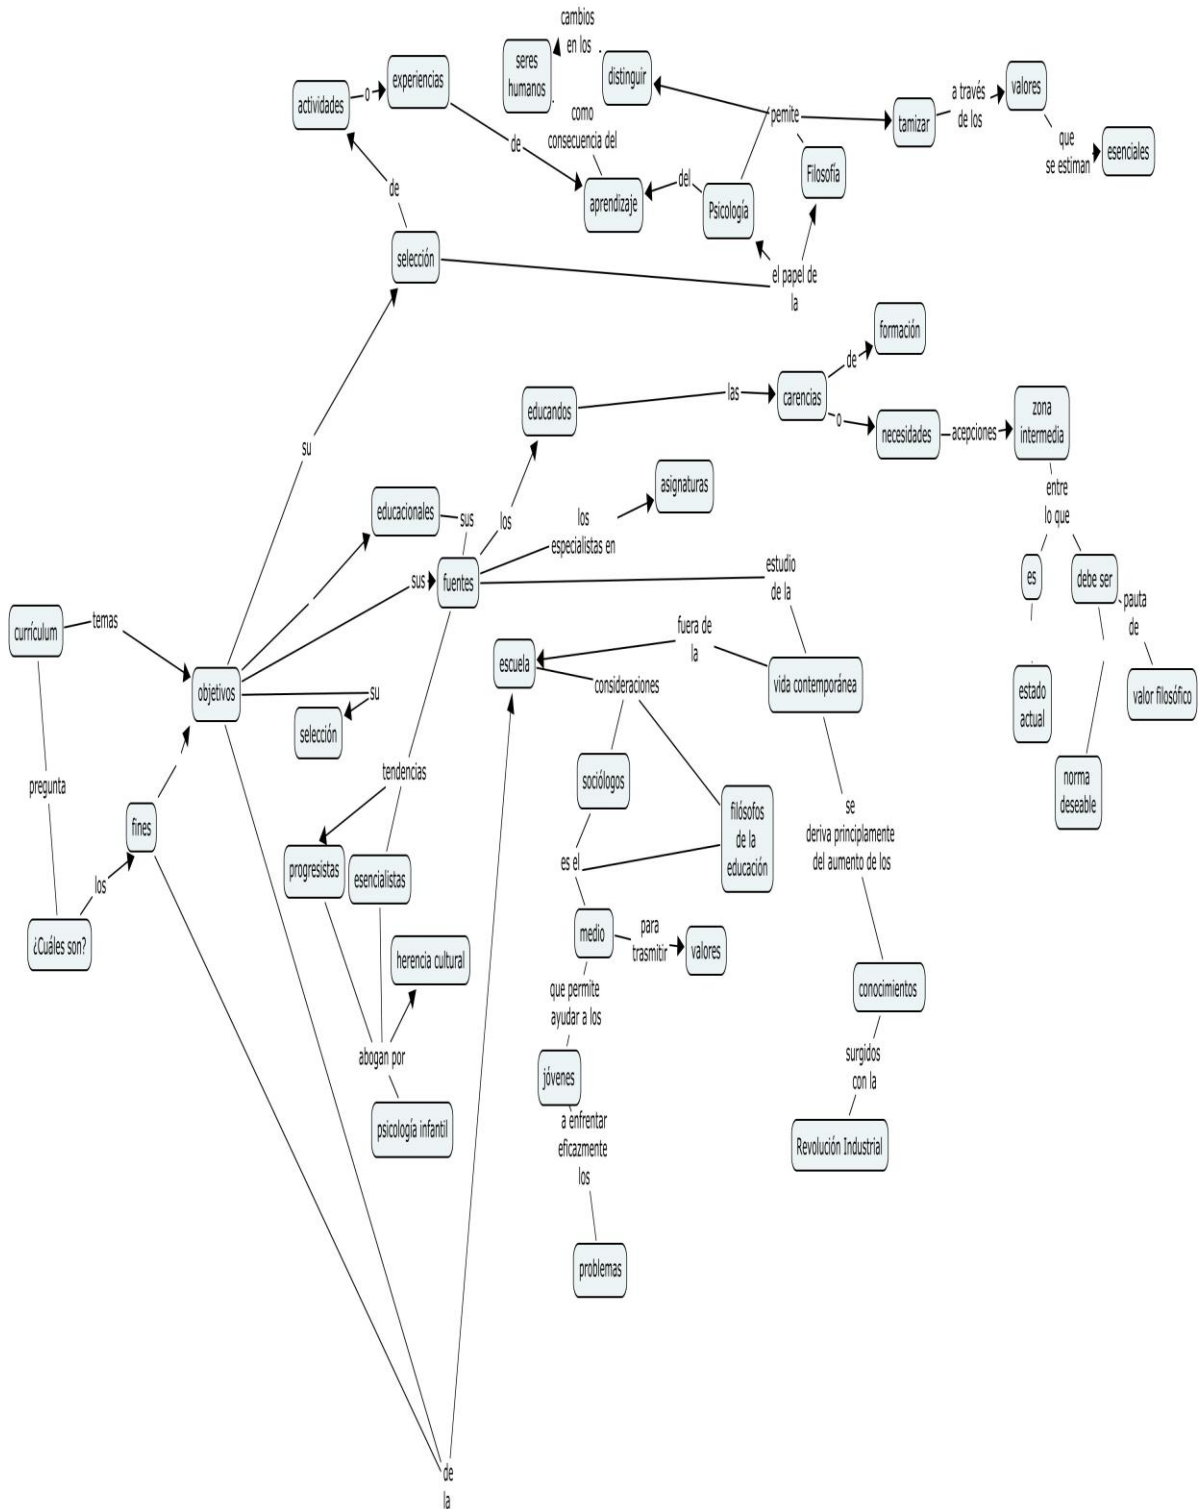 cambios
en los
seres
humanos
distinguir
experiencias
actividades
o
como
consecuencia del
pemite
tamizar
a través
de los
valores
que
se estiman
esenciales
de
del
Filosofía
aprendizaje
Psicología
de
selección
el papel de
la
formación
de
las
carencias
educandos
o
necesidades
acepciones
zona
intermedia
su
asignaturas
entre
lo que
educacionales
sus
los
los
especialistas en
sus
fuentes
estudio
de la
es
debe ser
pauta
de
currículum
temas
fuera de
la
escuela
consideraciones
vida contemporánea
objetivos
su
selección
estado
actual
valor filosófico
pregunta
tendencias
sociólogos
norma
deseable
fines
filósofos
de la
educación
se
deriva principlamente
del aumento de los
progresistas
esencialistas
es el
los
¿Cuáles son?
medio
para
trasmitir
valores
herencia cultural
que permite
ayudar a los
conocimientos
abogan por
jóvenes
surgidos
con la
psicología infantil
a enfrentar
eficazmente
los
Revolución Industrial
problemas
de
la